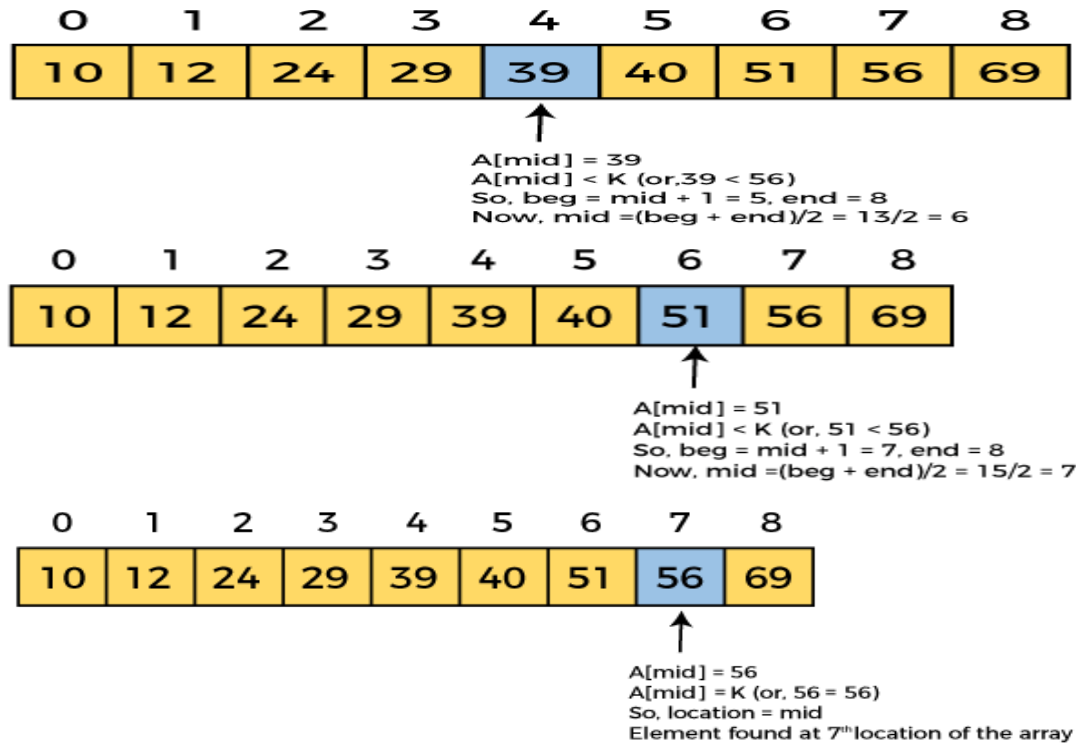 0 1 2 3 4 5 6 7 8
10 12 24 29 39 40 51 56 69
A[mid] = 39
A[mid] < K (or,39 < 56)
So, beg = mid + 1 = 5, end = 8
Now, mid =(beg + end)/2 = 13/2 = 6
0 1 2 3 4 5 6 7 8
10 12 24 29 39 40 51 56 69
A[mid] = 51
A[mid] < K (or, 51 < 56)
So, beg = mid + 1 = 7, end = 8
Now, mid =(beg + end)/2 = 15/2 = 7
0 1 2 3 4 5 6 7 8
10 12 24 29 39 40 51 56 69
A[mid] = 56
A[mid] = K (or, 56 = 56)
So, location = mid
Element found at 7ᵗʰ location of the array